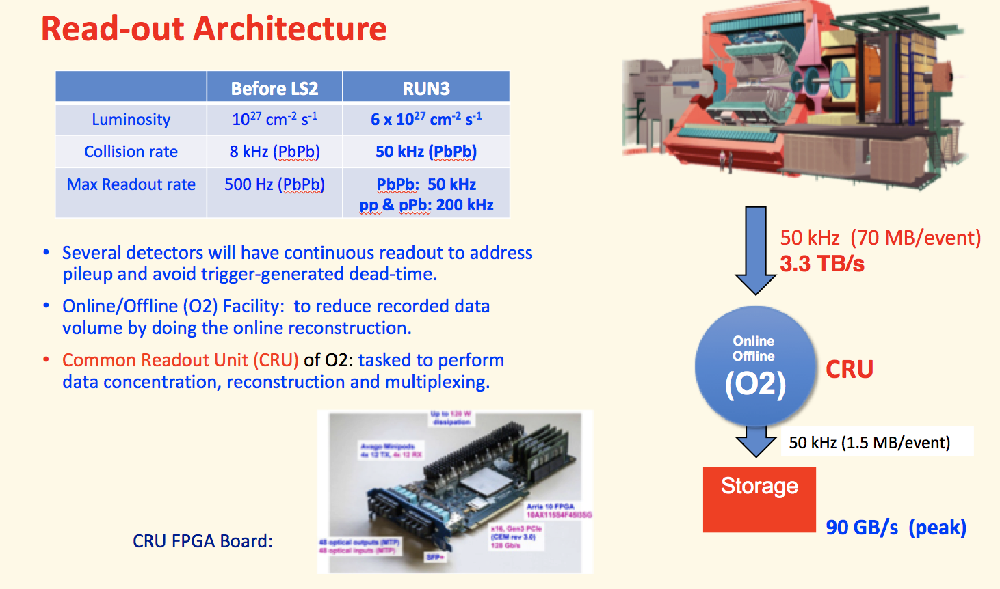 Read-out Architecture
Before LS2 RUN3
Luminosity 10²⁷ cm⁻² s⁻¹ 6 x 10²⁷ cm⁻² s⁻¹
Collision rate 8 kHz (PbPb) 50 kHz (PbPb)
Max Readout rate 500 Hz (PbPb) PbPb: 50 kHz
pp & pPb: 200 kHz
• Several detectors will have continuous readout to address
pileup and avoid trigger-generated dead-time.
• Online/Offline (O2) Facility: to reduce recorded data
volume by doing the online reconstruction.
• Common Readout Unit (CRU) of O2: tasked to perform
data concentration, reconstruction and multiplexing.
CRU FPGA Board:
Up to 120 W
dissipation
Avago Minipods
4x 12 TX, 4x 12 RX
Arria 10 FPGA
x16, Gen3 PCIe
(CEM rev 3.0)
128 Gb/s
48 optical outputs (MTP)
48 optical inputs (MTP)
SFP+
50 kHz (70 MB/event)
3.3 TB/s
Online
Offline
(O2)
CRU
50 kHz (1.5 MB/event)
Storage
90 GB/s (peak)